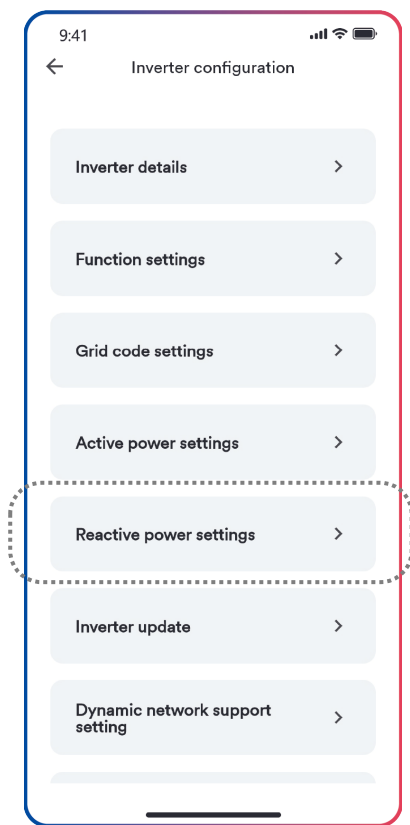 9:41
Inverter configuration
Inverter details
Function settings
Grid code settings
Active power settings
Reactive power settings
Inverter update
Dynamic network support
setting